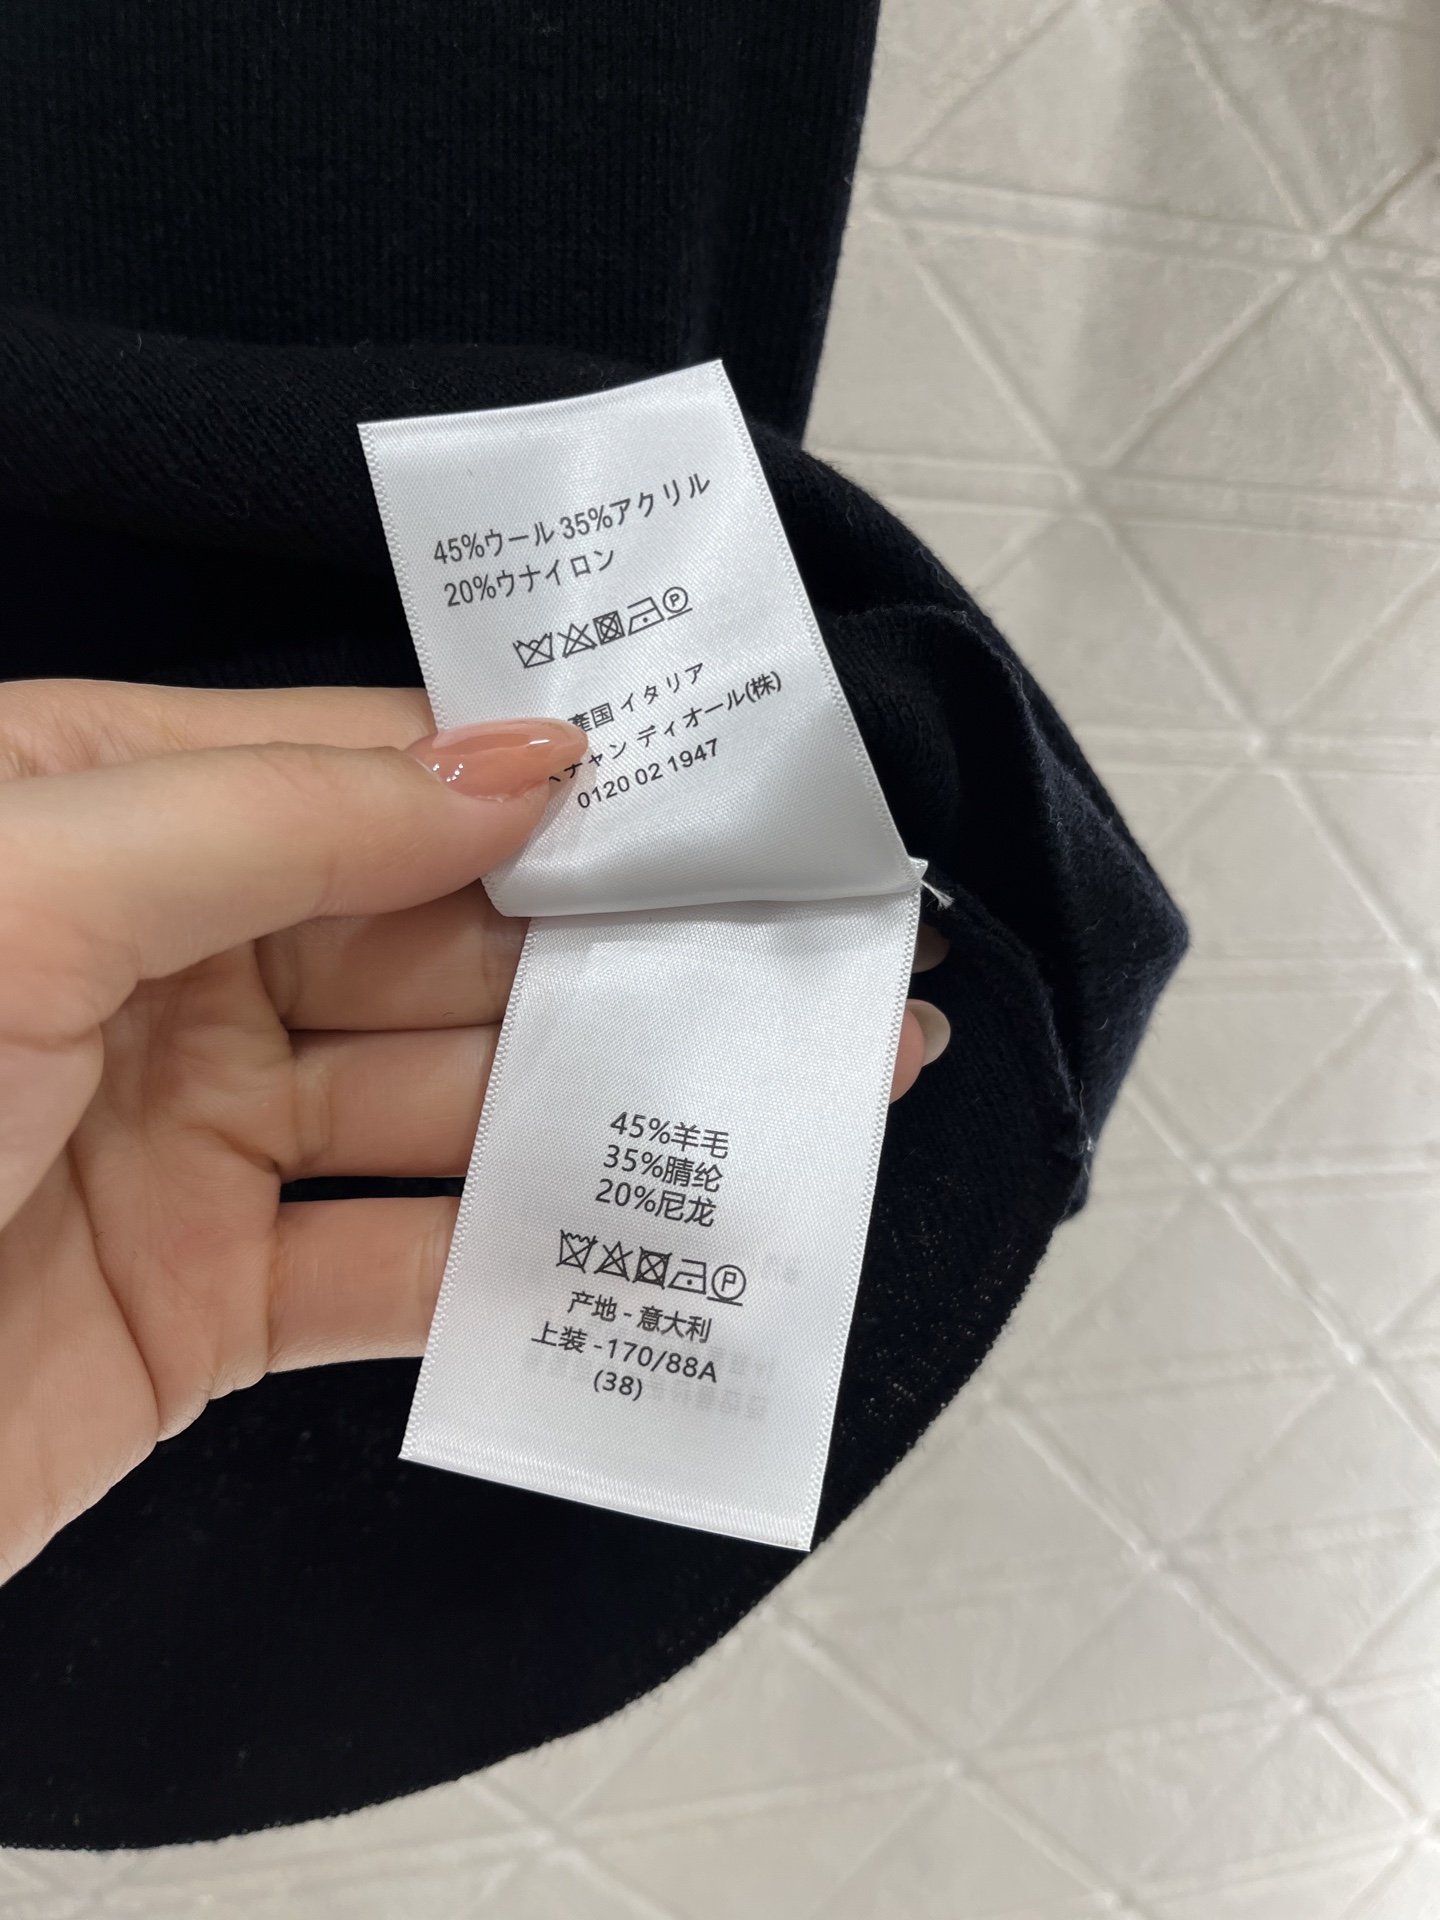 45%ウール 35%アクリル
20%ウナイロン
産国 イタリア
チャン ディオール(株)
0120 02 1947
45%羊毛
35%腈纶
20%尼龙
产地 - 意大利
上装 -170/88A
(38)